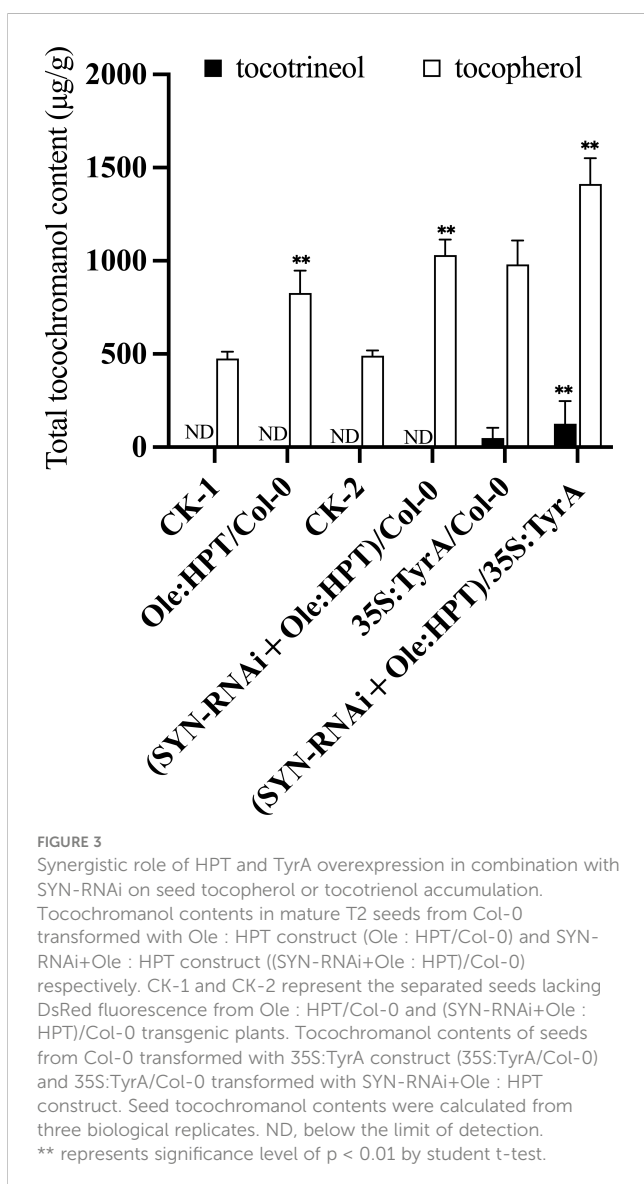 Total tocochromanol content (μg/g)
2000
1500
1000
500
0
tocotrineol
tocopherol
ND
ND
ND
ND
**
**
**
**
CK-1
Ole:HPT/Col-0
CK-2
(SYN-RNAi+Ole:HPT)/Col-0
35S:TyrA/Col-0
(SYN-RNAi+Ole:HPT)/35S:TyrA
FIGURE 3
Synergistic role of HPT and TyrA overexpression in combination with
SYN-RNAi on seed tocopherol or tocotrienol accumulation.
Tocochromanol contents in mature T2 seeds from Col-0
transformed with Ole : HPT construct (Ole : HPT/Col-0) and SYN-
RNAi+Ole : HPT construct ((SYN-RNAi+Ole : HPT)/Col-0)
respectively. CK-1 and CK-2 represent the separated seeds lacking
DsRed fluorescence from Ole : HPT/Col-0 and (SYN-RNAi+Ole :
HPT)/Col-0 transgenic plants. Tocochromanol contents of seeds
from Col-0 transformed with 35S:TyrA construct (35S:TyrA/Col-0)
and 35S:TyrA/Col-0 transformed with SYN-RNAi+Ole : HPT
construct. Seed tocochromanol contents were calculated from
three biological replicates. ND, below the limit of detection.
** represents significance level of p < 0.01 by student t-test.